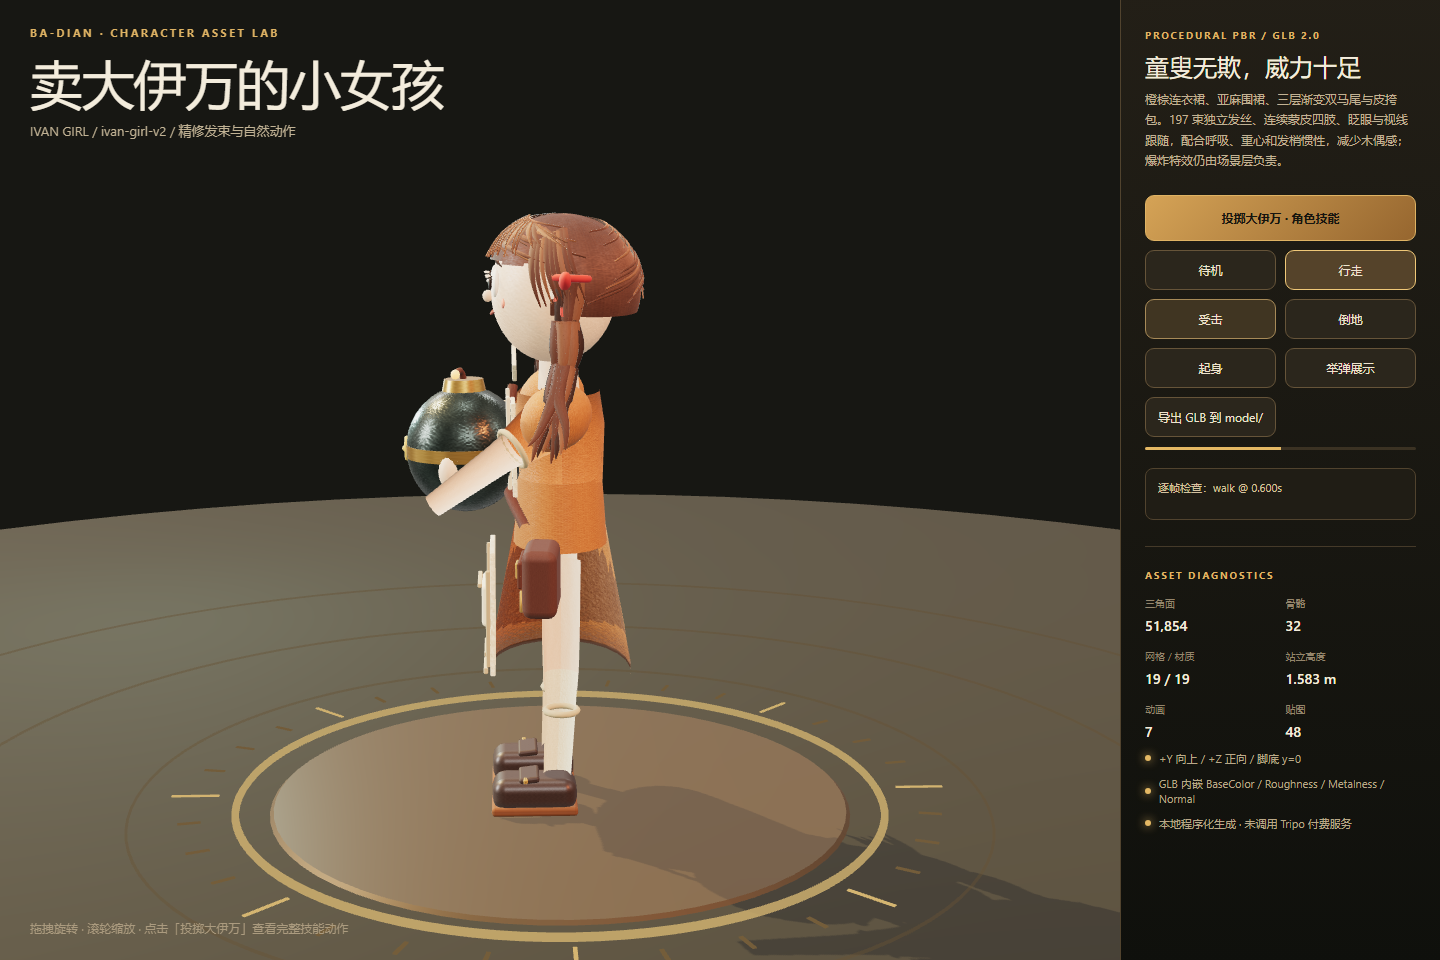 BA-DIAN · CHARACTER ASSET LAB
卖大伊万的小女孩
IVAN GIRL / ivan-girl-v2 / 精修发束与自然动作
拖拽旋转 · 滚轮缩放 · 点击「投掷大伊万」查看完整技能动作
PROCEDURAL PBR / GLB 2.0
童叟无欺，威力十足
橙棕连衣裙、亚麻围裙、三层渐变双马尾与皮挎
包。197 束独立发丝、连续蒙皮四肢、眨眼与视线
跟随，配合呼吸、重心和发梢惯性，减少木偶感；
爆炸特效仍由场景层负责。
投掷大伊万 · 角色技能
待机
行走
受击
倒地
起身
举弹展示
导出 GLB 到 model/
逐帧检查：walk @ 0.600s
ASSET DIAGNOSTICS
三角面
骨骼
51,854
32
网格 / 材质
站立高度
19 / 19
1.583 m
动画
贴图
7
48
+Y 向上 / +Z 正向 / 脚底 y=0
GLB 内嵌 BaseColor / Roughness / Metalness /
Normal
本地程序化生成 · 未调用 Tripo 付费服务